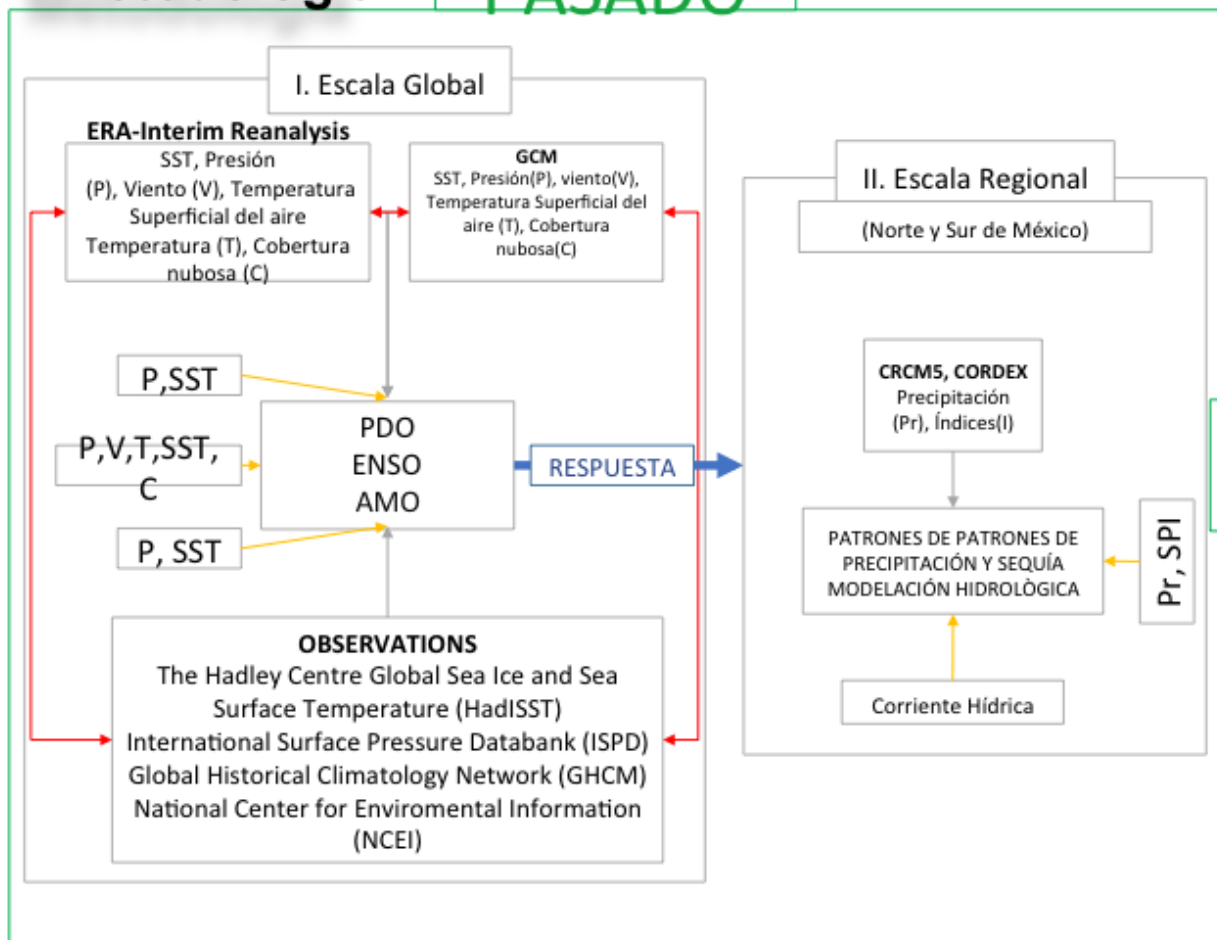 PASADO
I. Escala Global
ERA-Interim Reanalysis
SST, Presión
(P), Viento (V), Temperatura
Superficial del aire
Temperatura (T), Cobertura
nubosa (C)
GCM
SST, Presión(P), viento(V),
Temperatura Superficial del
aire (T), Cobertura
nubosa(C)
P,SST
P,V,T,SST,
C
P, SST
PDO
ENSO
AMO
RESPUESTA
OBSERVATIONS
The Hadley Centre Global Sea Ice and Sea
Surface Temperature (HadISST)
International Surface Pressure Databank (ISPD)
Global Historical Climatology Network (GHCM)
National Center for Enviromental Information
(NCEI)
II. Escala Regional
(Norte y Sur de México)
CRCM5, CORDEX
Precipitación
(Pr), Índices(I)
PATRONES DE PATRONES DE
PRECIPITACIÓN Y SEQUÍA
MODELACIÓN HIDROLÒGICA
Pr, SPI
Corriente Hídrica